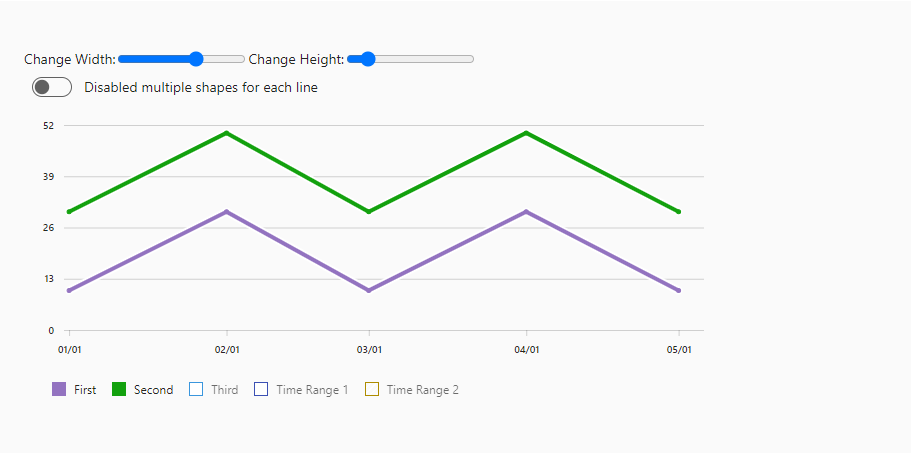 Change Width: Change Height:
Disabled multiple shapes for each line
52
39
26
13
0
01/01 02/01 03/01 04/01 05/01
First Second Third Time Range 1 Time Range 2